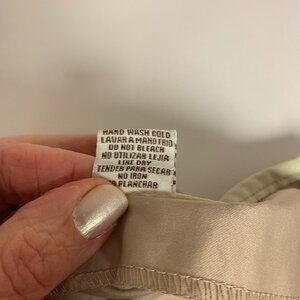 HAND WASH COLD
LAVAR A MANO FRIO
DO NOT BLEACH
NO UTILIZAR LEJIA
LINE DRY
TENDER PARA SECAR
NO IRON
PLANCHAR